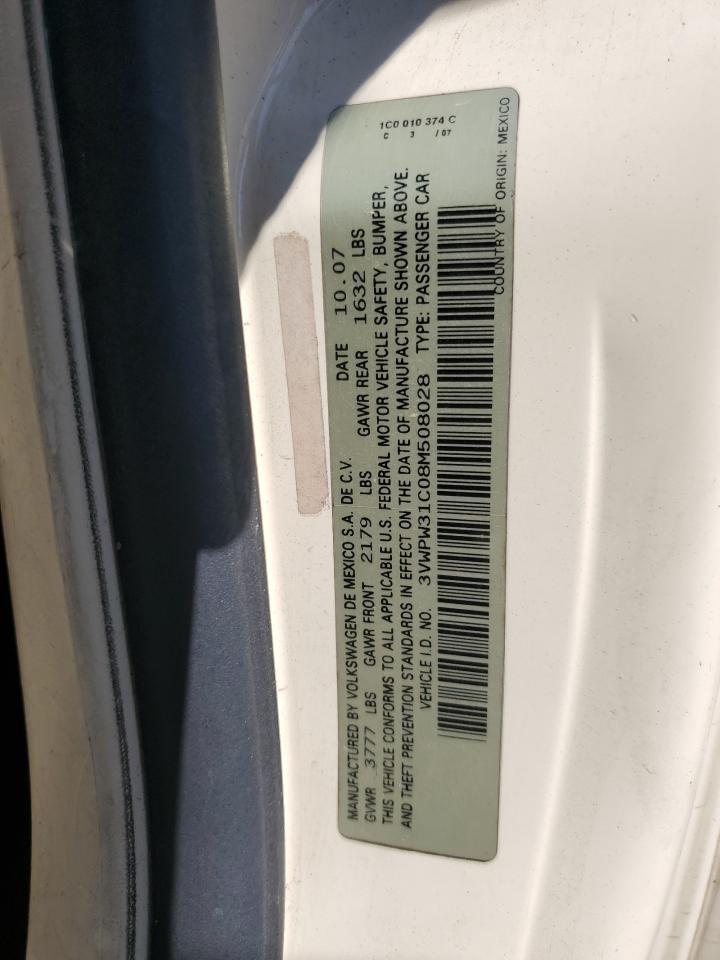 1C0 010 374 C
C 3 /07
MANUFACTURED BY VOLKSWAGEN DE MEXICO S.A. DE C.V. DATE 10.07
GVWR 3777 LBS GAWR FRONT 2179 LBS GAWR REAR 1632 LBS
THIS VEHICLE CONFORMS TO ALL APPLICABLE U.S. FEDERAL MOTOR VEHICLE SAFETY, BUMPER,
AND THEFT PREVENTION STANDARDS IN EFFECT ON THE DATE OF MANUFACTURE SHOWN ABOVE.
VEHICLE I.D. NO. 3VWPW31C08M508028 TYPE: PASSENGER CAR
COUNTRY OF ORIGIN: MEXICO